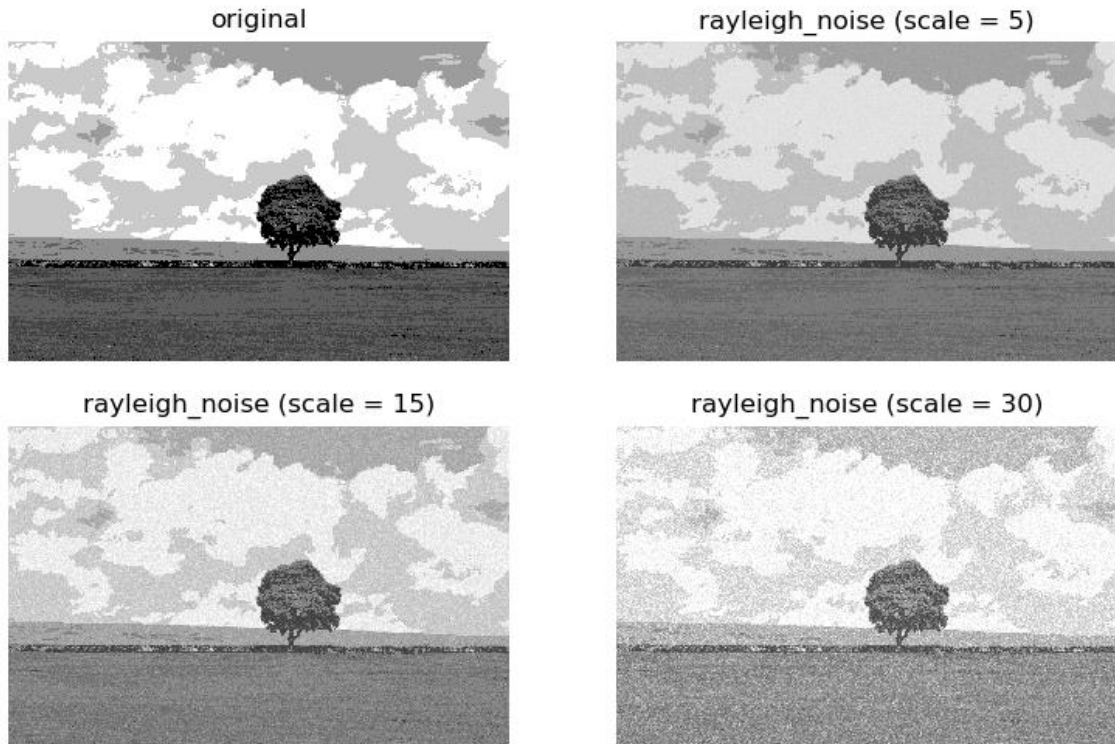 original
rayleigh_noise (scale = 5)
rayleigh_noise (scale = 15)
rayleigh_noise (scale = 30)